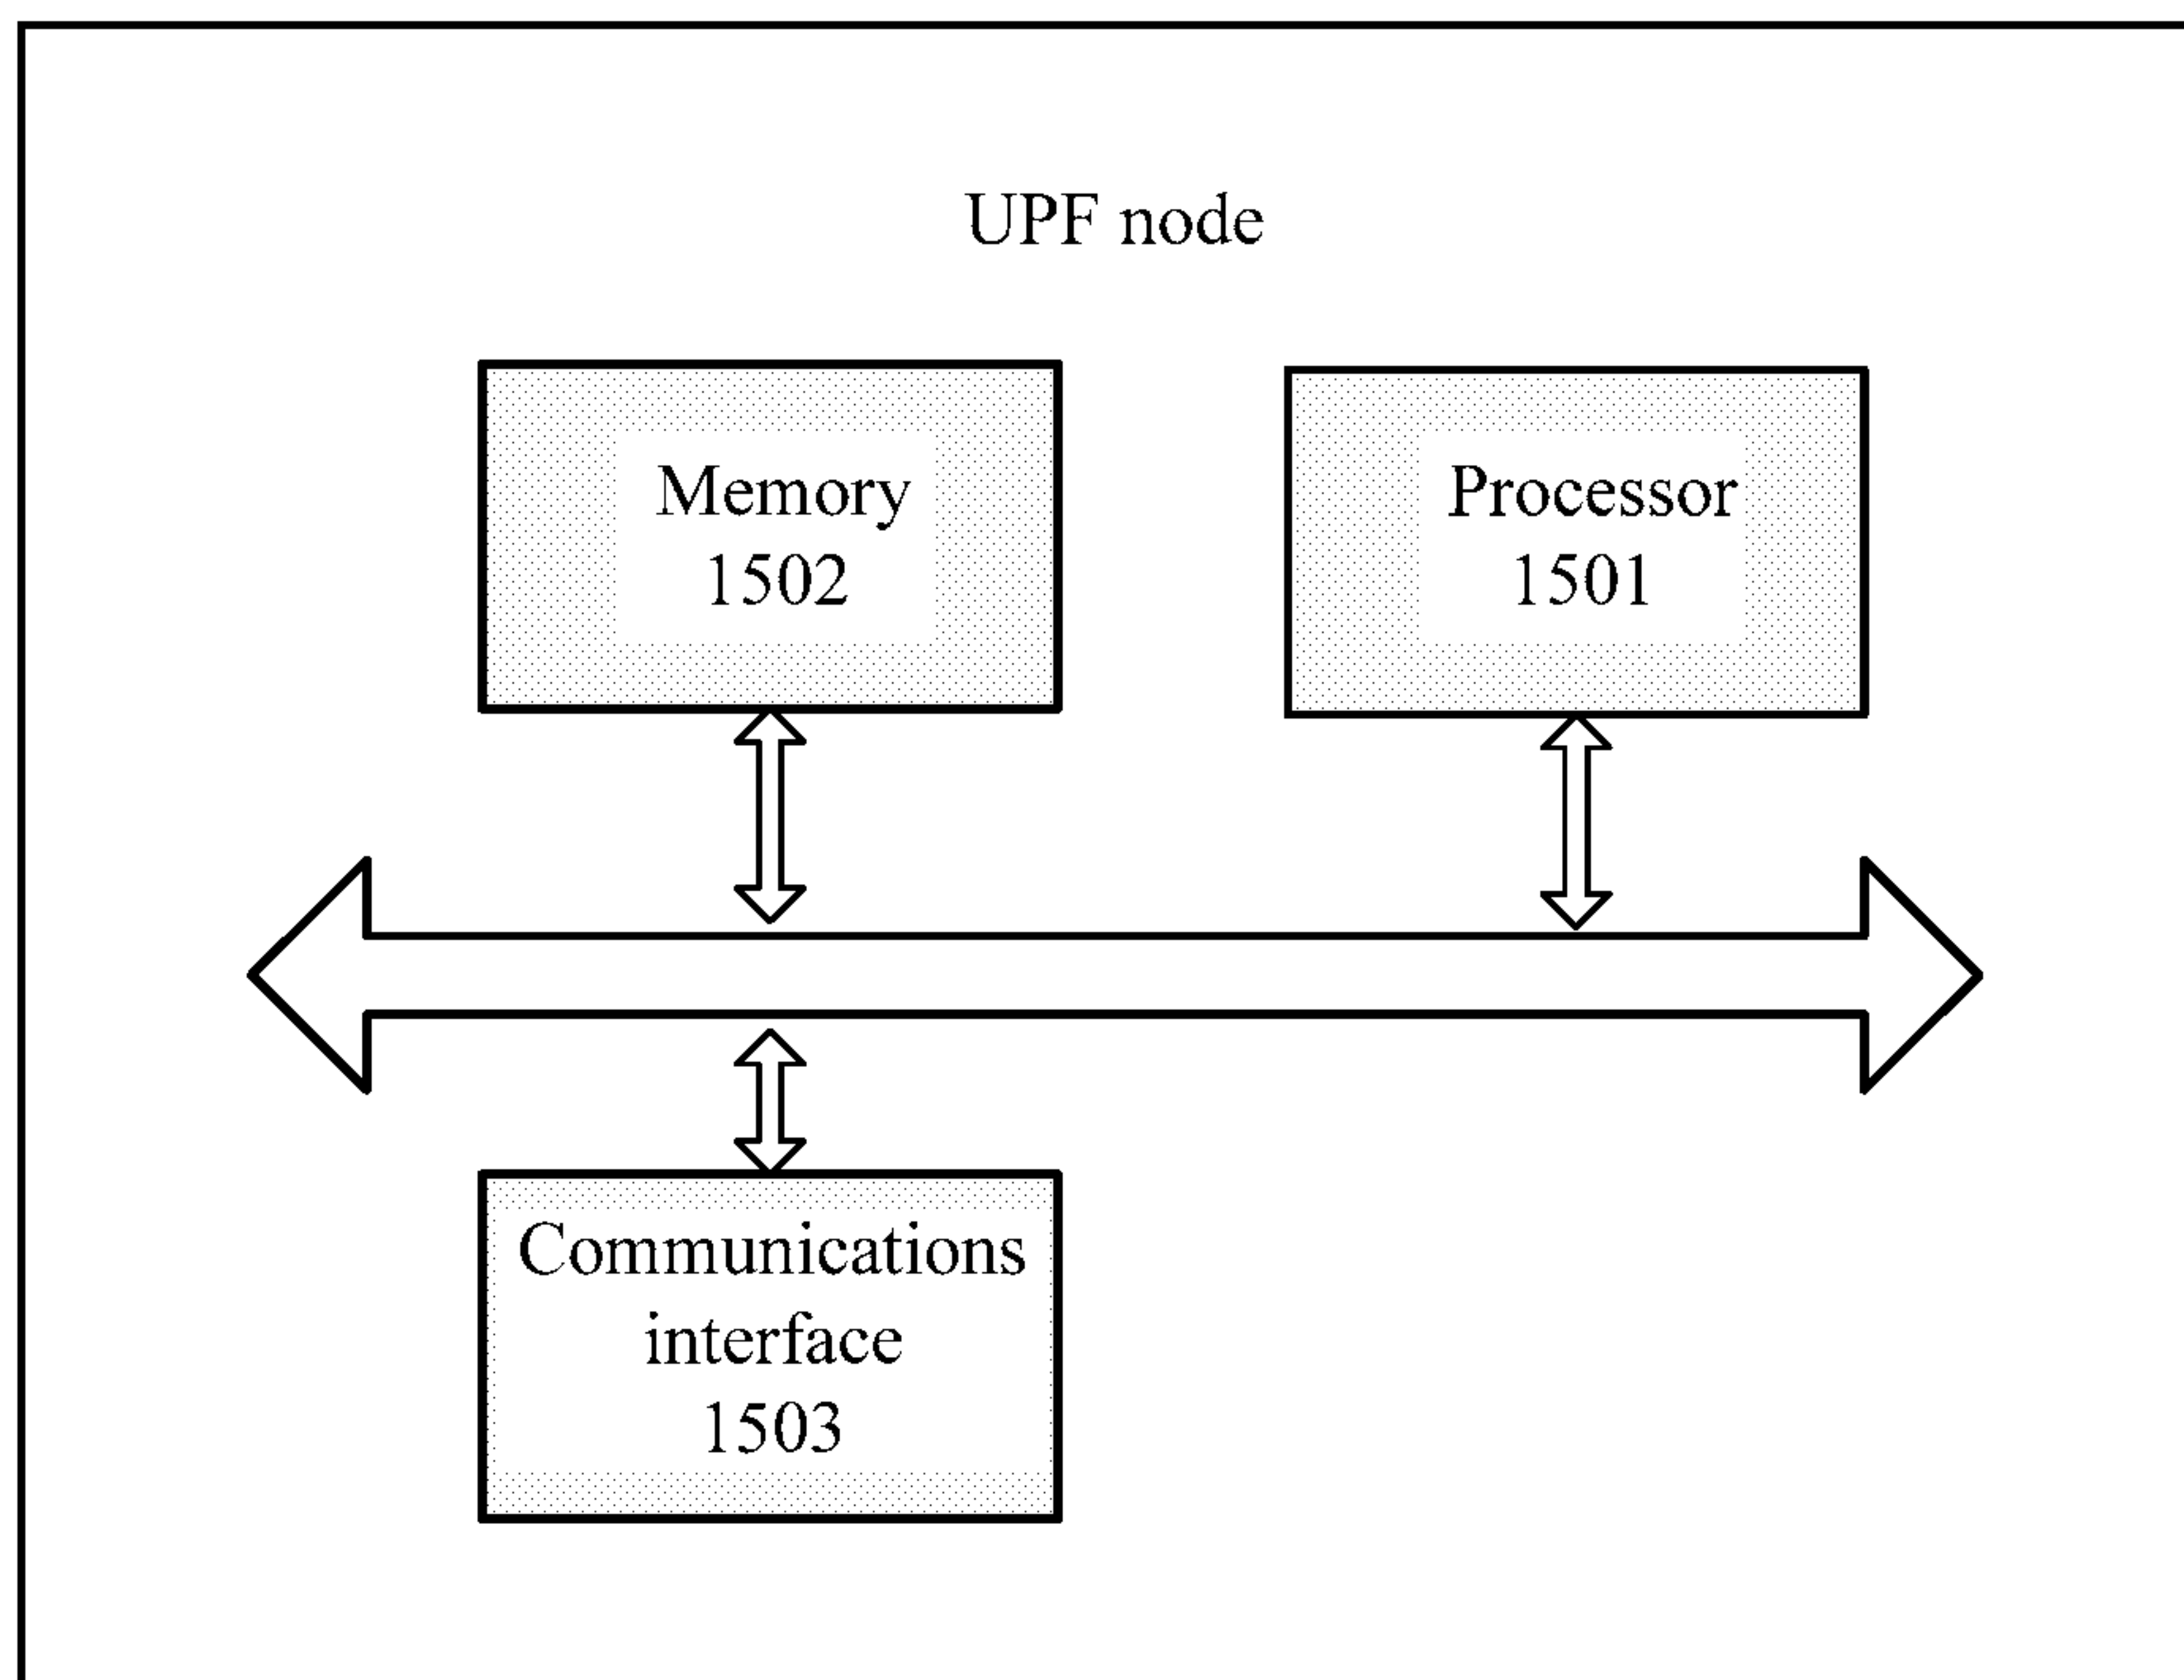 UPF node
Memory
1502
Processor
1501
Communications
interface
1503